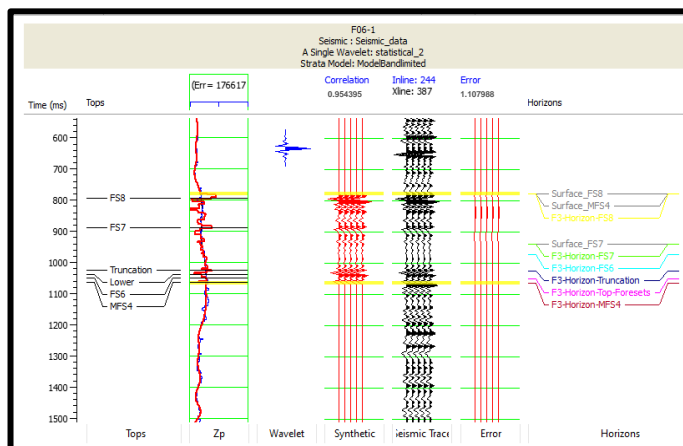 F06-1
Seismic : Seismic_data
A Single Wavelet: statistical_2
Strata Model: ModelBandlimited
(Err= 176617
Correlation
0.954395
Inline: 244
Xline: 387
Error
1.107988
Time (ms)
Tops
Horizons
600
700
800
900
1000
1100
1200
1300
1400
1500
FS8
FS7
Truncation
Lower
FS6
MFS4
Surface_FS8
Surface_MFS4
F3-Horizon-FS8
Surface_FS7
F3-Horizon-FS7
F3-Horizon-FS6
F3-Horizon-Truncation
F3-Horizon-Top-Foresets
F3-Horizon-MFS4
Tops
Zp
Wavelet
Synthetic
eismic Trace
Error
Horizons